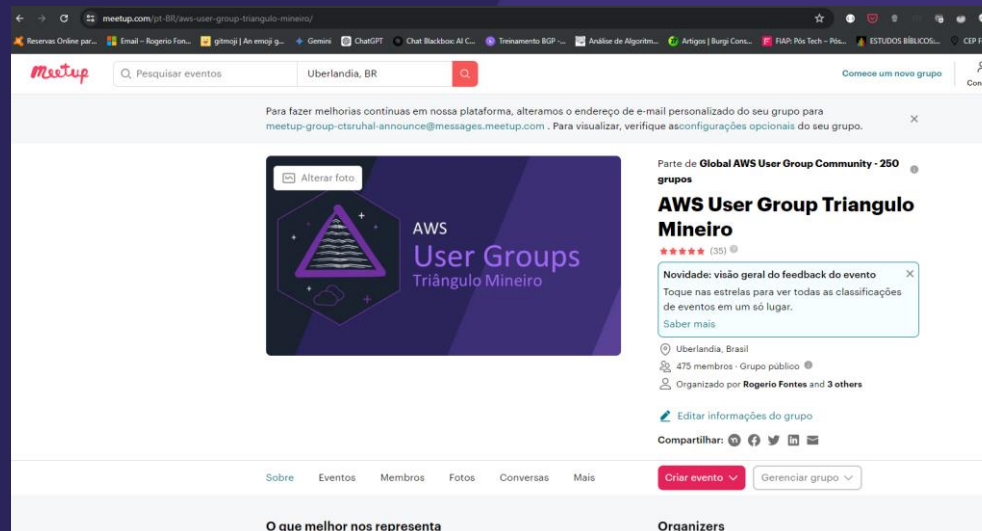 meetup.com/pt-BR/aws-user-group-triangulo-mineiro/
Reservas Online par... Email – Rogerio Fon... gitmoji | An emoji g... Gemini ChatGPT Chat Blackbox: AI C... Treinamento BGP -... Análise de Algoritm... Artigos | Burgi Cons... FIAP: Pós Tech – Pós... ESTUDOS BÍBLICOS:... CEP F
meetup
Pesquisar eventos
Uberlandia, BR
Comece um novo grupo
Con
Para fazer melhorias contínuas em nossa plataforma, alteramos o endereço de e-mail personalizado do seu grupo para
meetup-group-ctsruhal-announce@messages.meetup.com . Para visualizar, verifique asconfigurações opcionais do seu grupo.
Alterar foto
AWS
User Groups
Triângulo Mineiro
Parte de Global AWS User Group Community - 250
grupos
AWS User Group Triangulo
Mineiro
(35)
Novidade: visão geral do feedback do evento
Toque nas estrelas para ver todas as classificações
de eventos em um só lugar.
Saber mais
Uberlandia, Brasil
475 membros · Grupo público
Organizado por Rogerio Fontes and 3 others
Editar informações do grupo
Compartilhar:
Sobre Eventos Membros Fotos Conversas Mais
Criar evento
Gerenciar grupo
O que melhor nos representa
Organizers